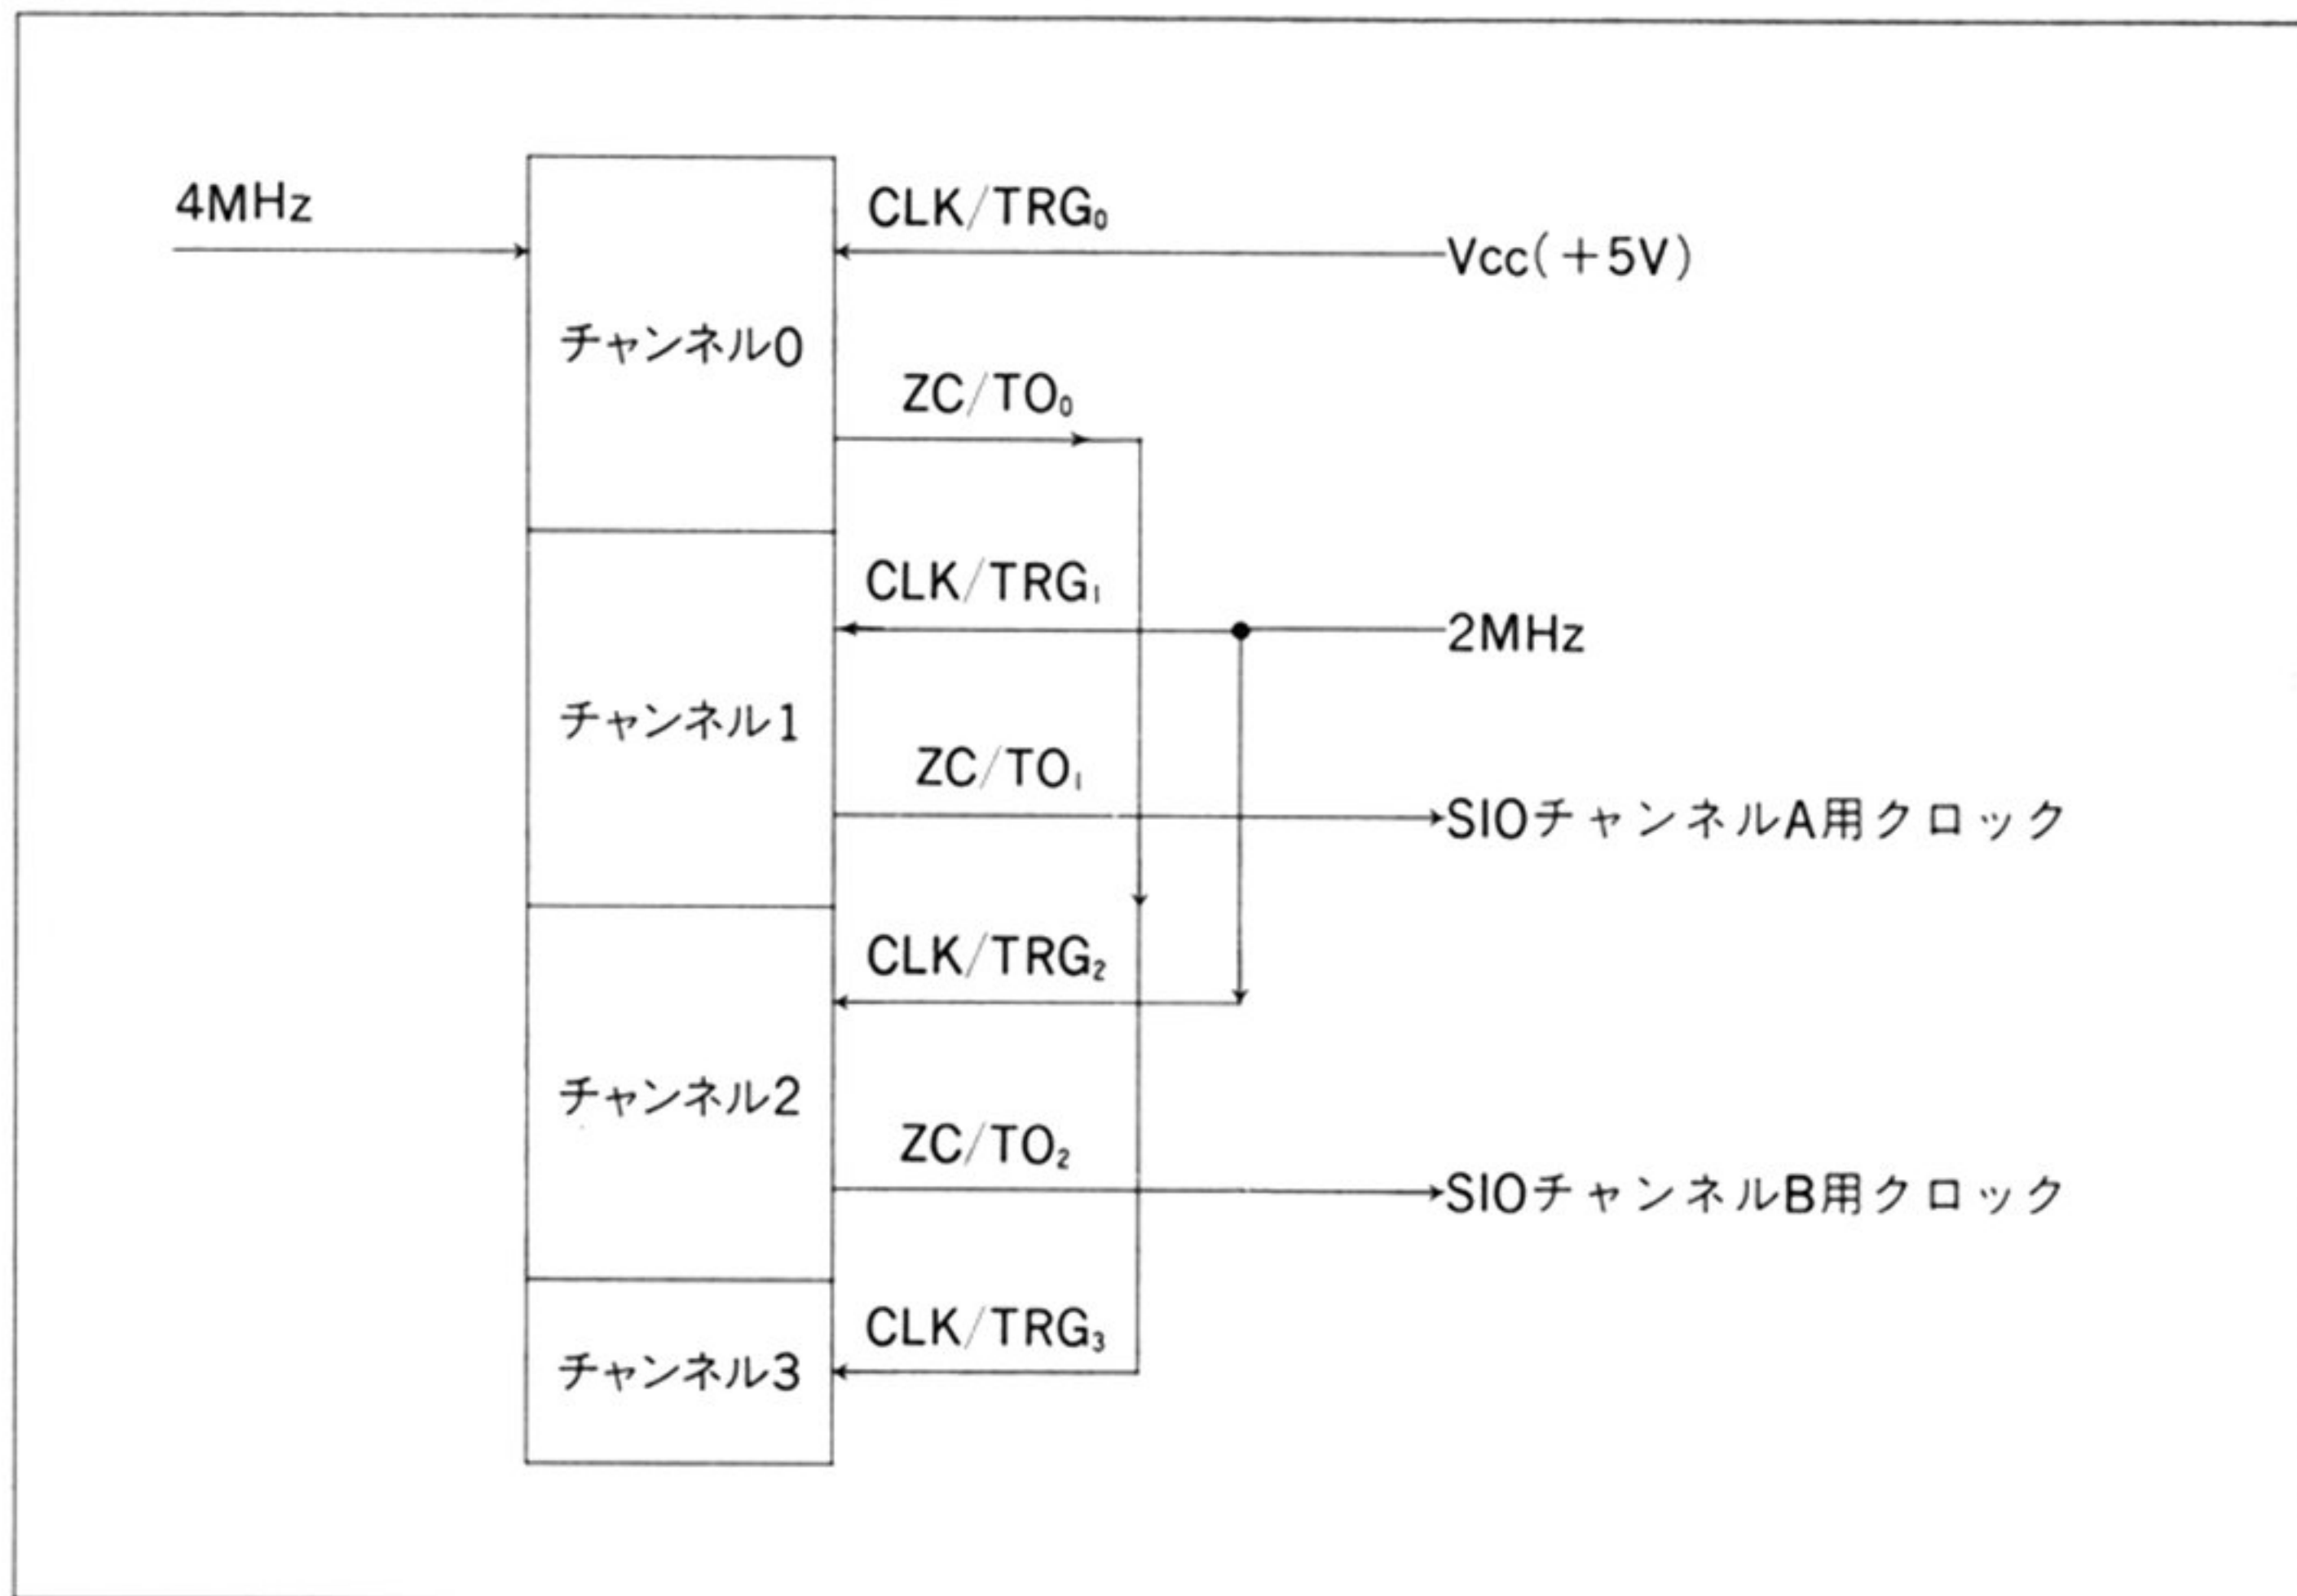 4MHz
CLK/TRG₀
Vcc(+5V)
チャンネル0
ZC/TO₀
CLK/TRG₁
2MHz
チャンネル1
ZC/TO₁
SIOチャンネルA用クロック
CLK/TRG₂
チャンネル2
ZC/TO₂
SIOチャンネルB用クロック
CLK/TRG₃
チャンネル3